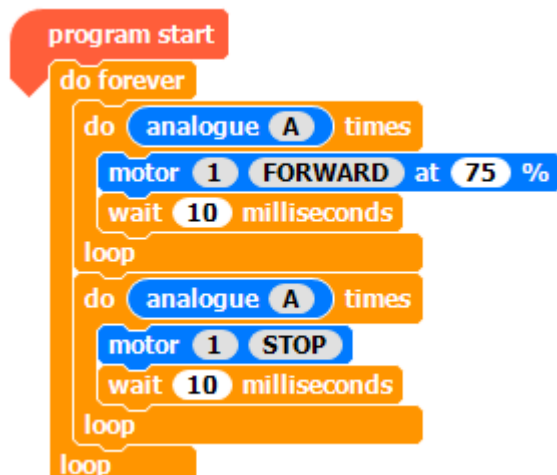 program start
do forever
do analogue A times
motor 1 FORWARD at 75 %
wait 10 milliseconds
loop
do analogue A times
motor 1 STOP
wait 10 milliseconds
loop
loop